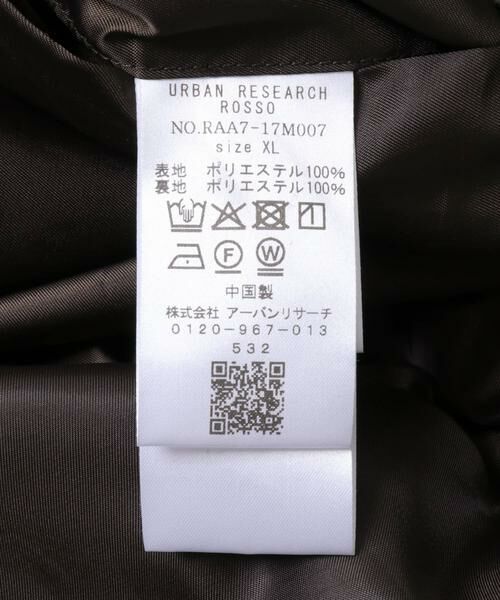 URBAN RESEARCH
ROSSO
NO.RAA7-17M007
size XL
表地 ポリエステル100%
裏地 ポリエステル100%
F W
中国製
株式会社 アーバンリサーチ
0120-967-013
532